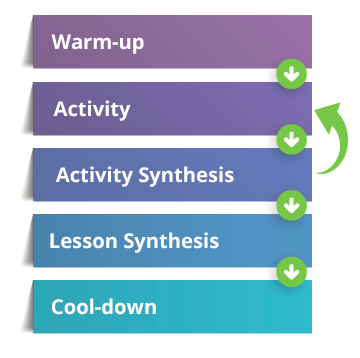 Warm-up
Activity
Activity Synthesis
Lesson Synthesis
Cool-down